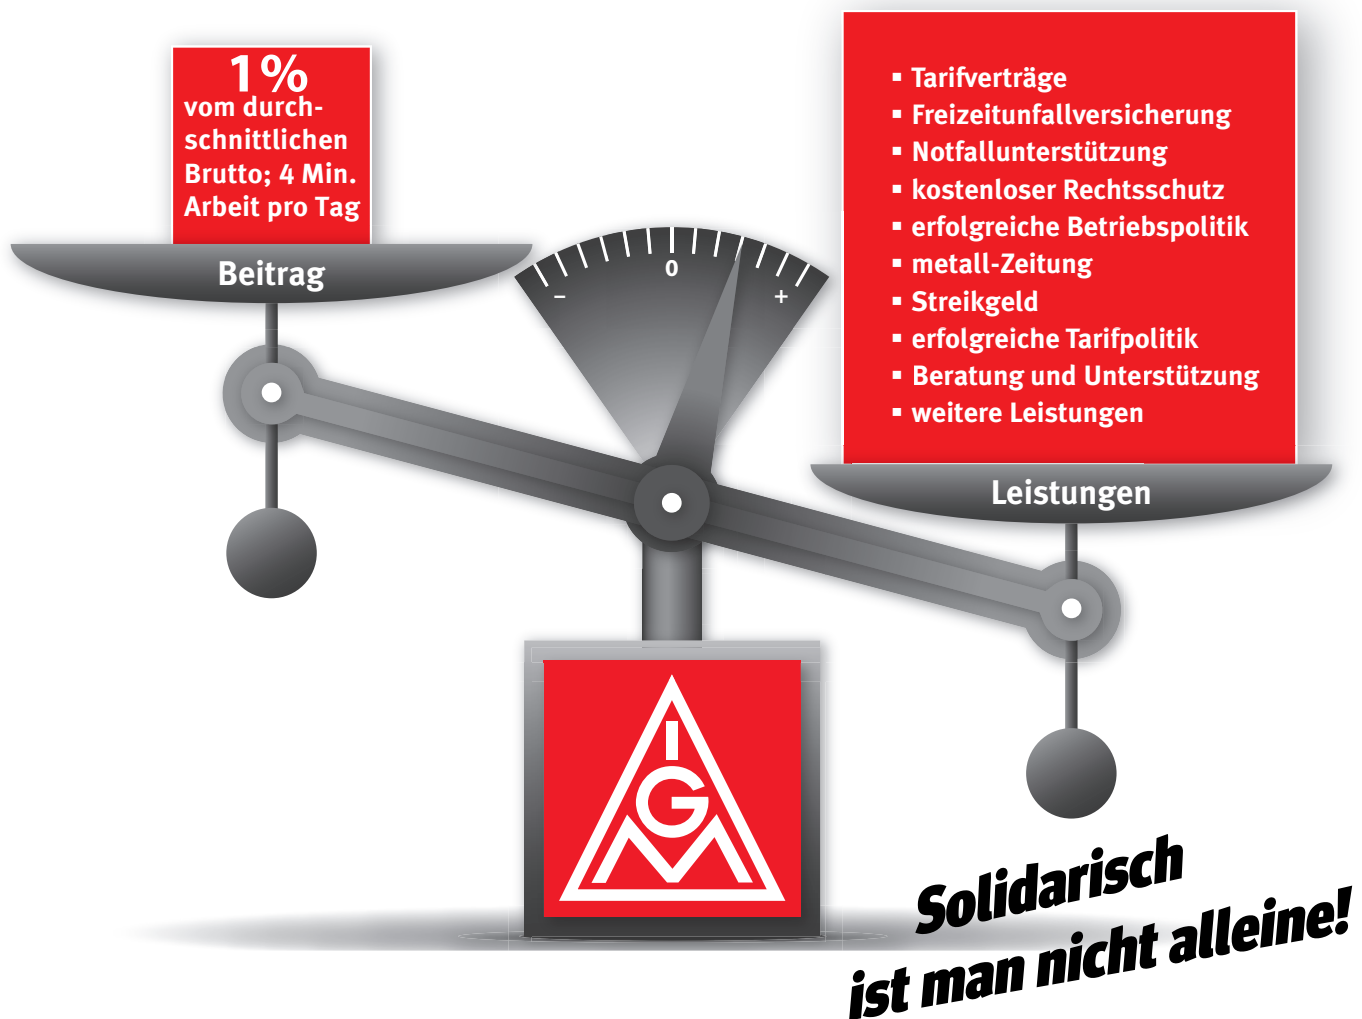 1%
vom durch-
schnittlichen
Brutto; 4 Min.
Arbeit pro Tag
Beitrag
0
– +
▪ Tarifverträge
▪ Freizeitunfallversicherung
▪ Notfallunterstützung
▪ kostenloser Rechtsschutz
▪ erfolgreiche Betriebspolitik
▪ metall-Zeitung
▪ Streikgeld
▪ erfolgreiche Tarifpolitik
▪ Beratung und Unterstützung
▪ weitere Leistungen
Leistungen
I
G
M
Solidarisch
ist man nicht alleine!